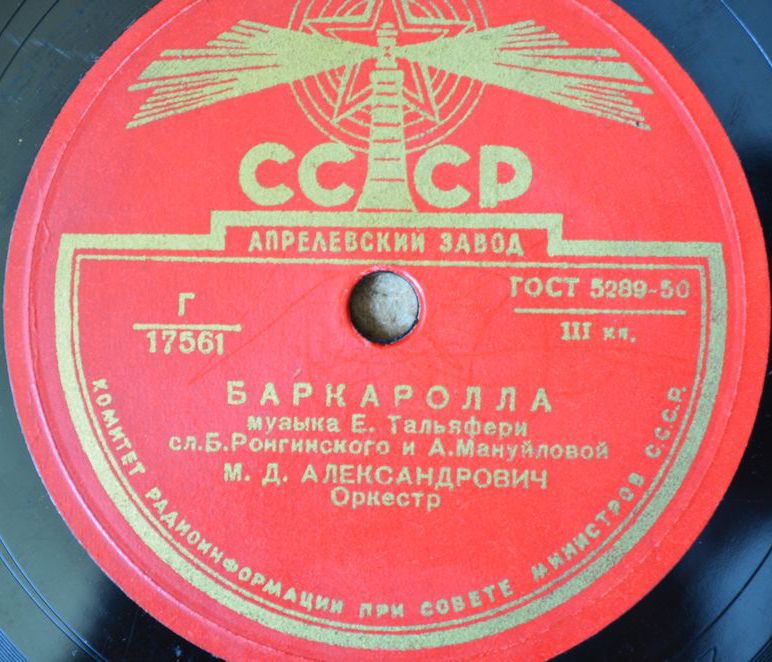 СССР
АПРЕЛЕВСКИЙ ЗАВОД
Г
17561
ГОСТ 5289-50
III кл.
БАРКАРОЛЛА
музыка Е. Тальяфери
сл.Б.Ронгинского и А.Мануйловой
М. Д. АЛЕКСАНДРОВИЧ
Оркестр
КОМИТЕТ РАДИОИНФОРМАЦИИ ПРИ СОВЕТЕ МИНИСТРОВ С.С.С.Р.